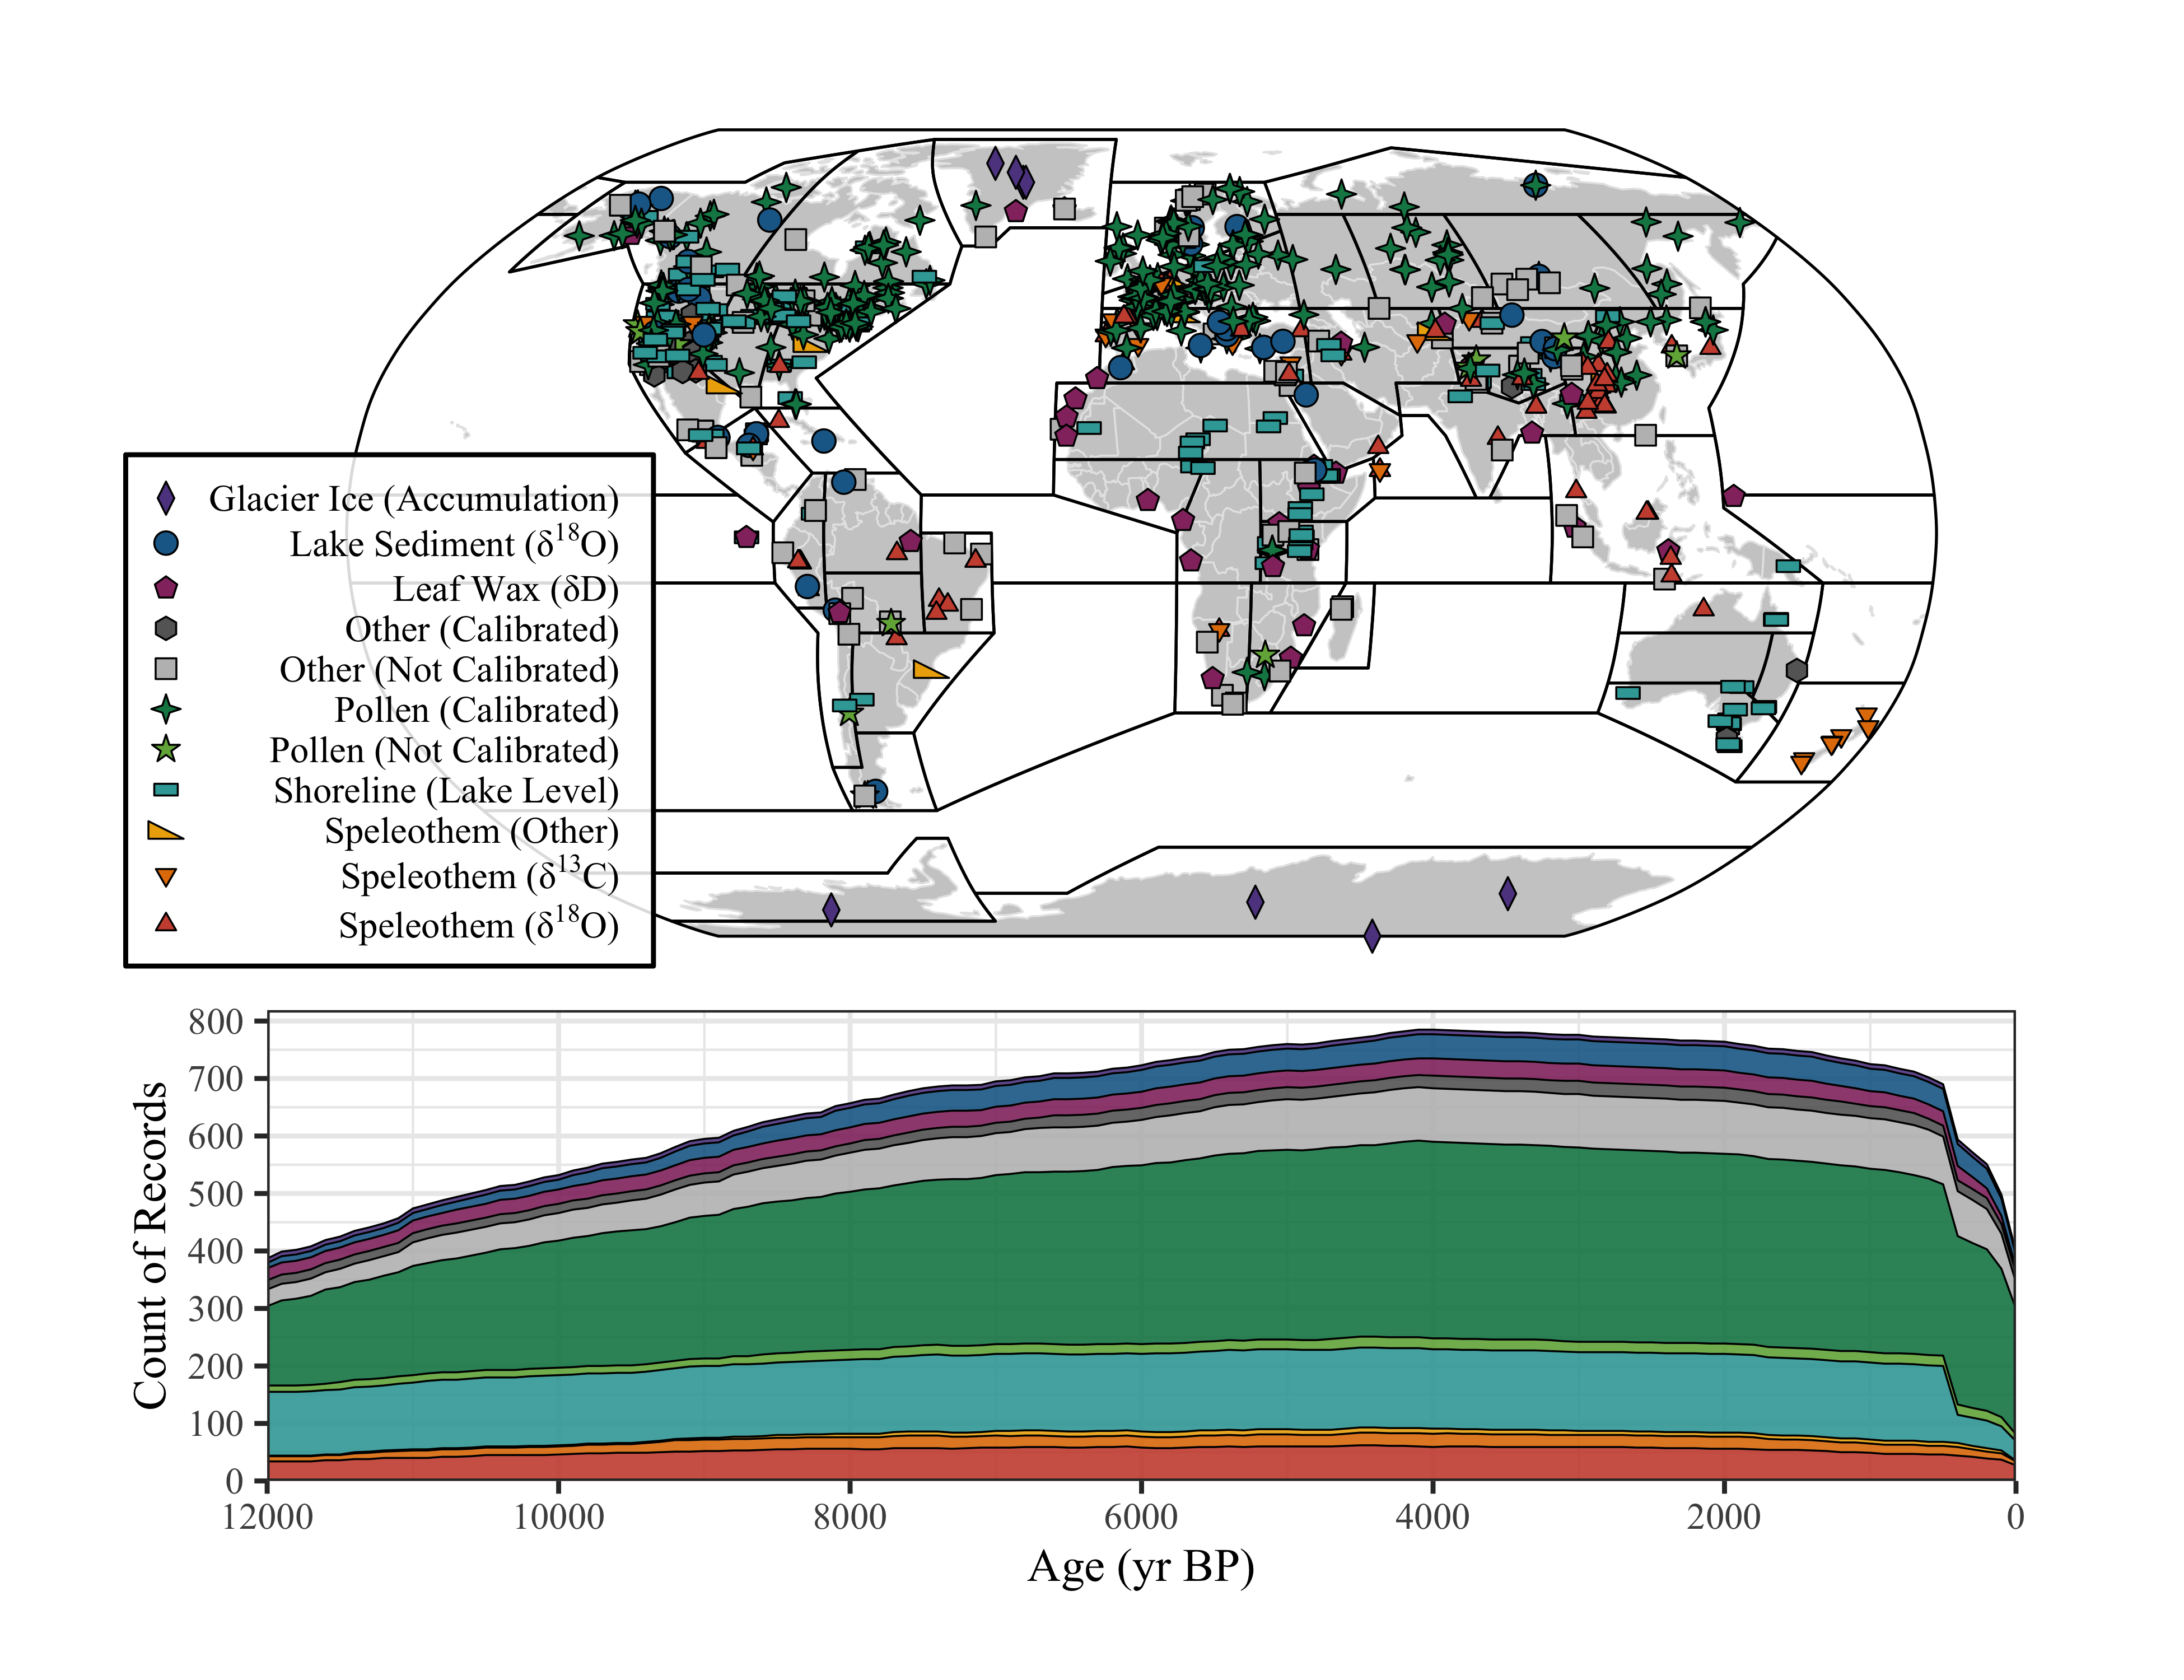 Glacier Ice (Accumulation)
Lake Sediment (δ¹⁸O)
Leaf Wax (δD)
Other (Calibrated)
Other (Not Calibrated)
Pollen (Calibrated)
Pollen (Not Calibrated)
Shoreline (Lake Level)
Speleothem (Other)
Speleothem (δ¹³C)
Speleothem (δ¹⁸O)
800
700
600
500
400
300
200
100
0
Count of Records
12000 10000 8000 6000 4000 2000 0
Age (yr BP)